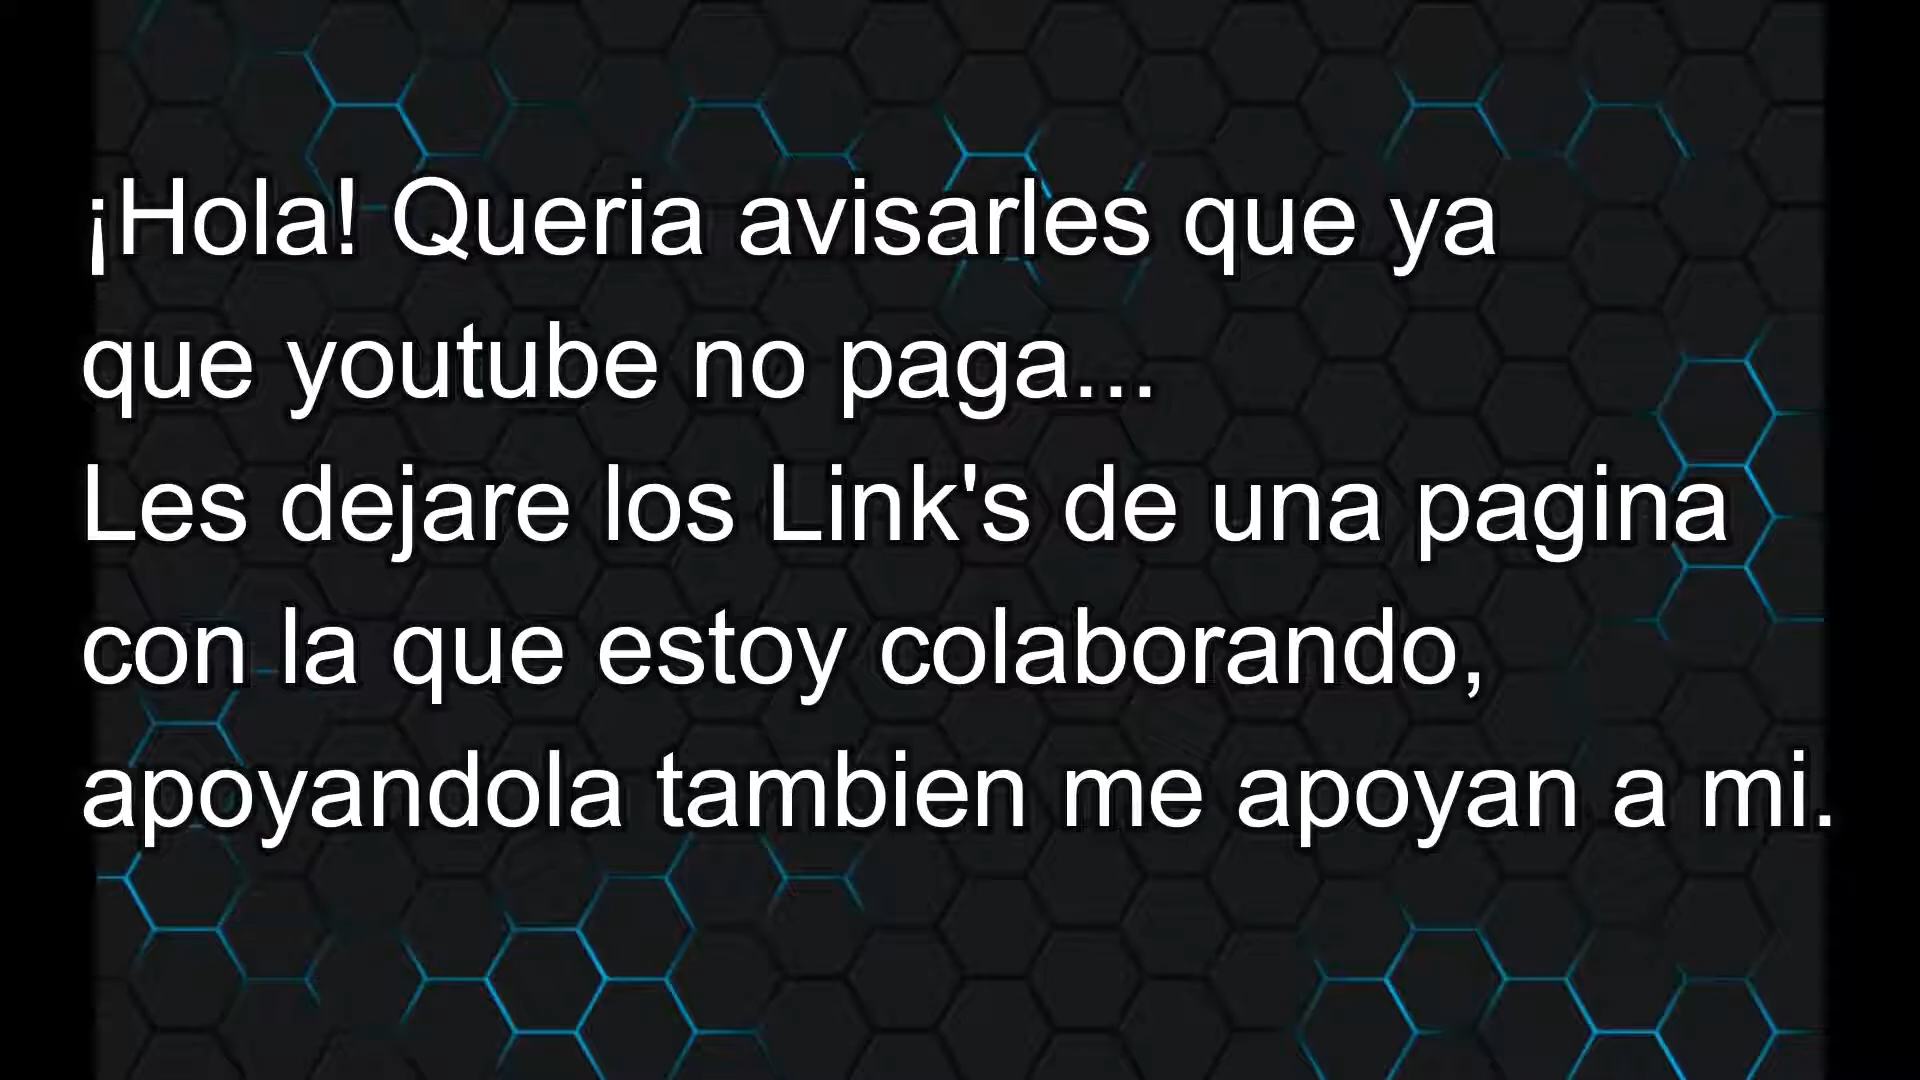 ¡Hola! Queria avisarles que ya
que youtube no paga...
Les dejare los Link's de una pagina
con la que estoy colaborando,
apoyandola tambien me apoyan a mi.